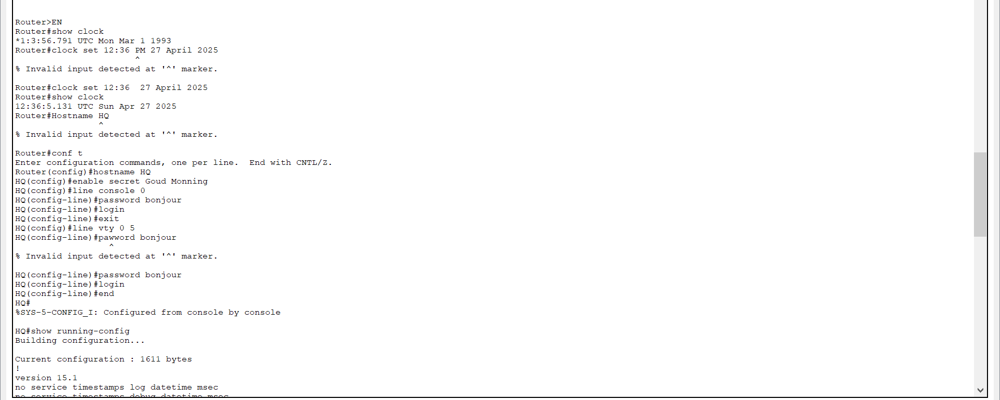 Router>EN
Router#show clock
*1:3:56.791 UTC Mon Mar 1 1993
Router#clock set 12:36 PM 27 April 2025
^
% Invalid input detected at '^' marker.
Router#clock set 12:36  27 April 2025
Router#show clock
12:36:5.131 UTC Sun Apr 27 2025
Router#Hostname HQ
^
% Invalid input detected at '^' marker.
Router#conf t
Enter configuration commands, one per line.  End with CNTL/Z.
Router(config)#hostname HQ
HQ(config)#enable secret Goud Monning
HQ(config)#line console 0
HQ(config-line)#password bonjour
HQ(config-line)#login
HQ(config-line)#exit
HQ(config)#line vty 0 5
HQ(config-line)#pawword bonjour
^
% Invalid input detected at '^' marker.
HQ(config-line)#password bonjour
HQ(config-line)#login
HQ(config-line)#end
HQ#
%SYS-5-CONFIG_I: Configured from console by console
HQ#show running-config
Building configuration...
Current configuration : 1611 bytes
!
version 15.1
no service timestamps log datetime msec
no service timestamps debug datetime msec